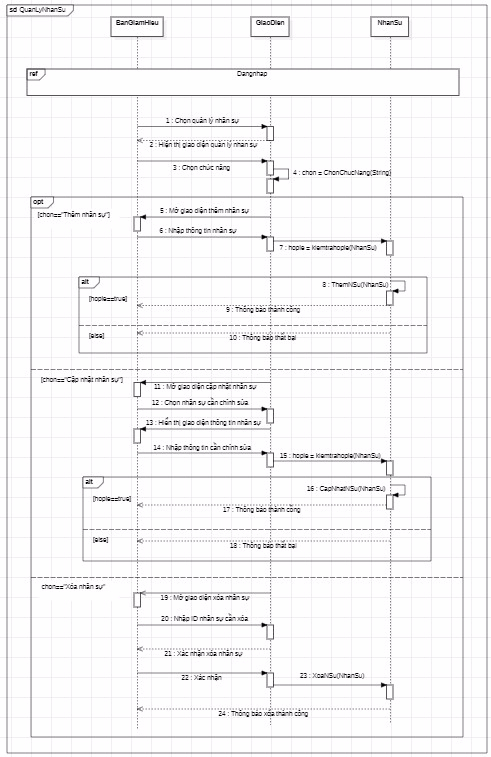 sd QuanLyNhanSu
BanGiamHieu
GiaoDien
NhanSu
ref
Dangnhap
1 : Chọn quản lý nhân sự
2 : Hiển thị giao diện quản lý nhân sự
3 : Chọn chức năng
4 : chon = ChonChucNang(String)
opt
[chon=="Thêm nhân sự"]
5 : Mở giao diện thêm nhân sự
6 : Nhập thông tin nhân sự
7 : hople = kiemtrahople(NhanSu)
alt
8 : ThemNSu(NhanSu)
[hople==true]
9 : Thông báo thành công
[else]
10 : Thông báo thất bại
[chon=="Cập nhật nhân sự"]
11 : Mở giao diện cập nhật nhân sự
12 : Chọn nhân sự cần chỉnh sửa
13 : Hiển thị giao diện thông tin nhân sự
14 : Nhập thông tin cần chỉnh sửa
15 : hople = kiemtrahople(NhanSu)
alt
16 : CapNhatNSu(NhanSu)
[hople==true]
17 : Thông báo thành công
[else]
18 : Thông báo thất bại
chon=="Xóa nhân sự"
19 : Mở giao diện xóa nhân sự
20 : Nhập ID nhân sự cần xóa
21 : Xác nhận xóa nhân sự
22 : Xác nhận
23 : XoaNSu(NhanSu)
24 : Thông báo xóa thành công